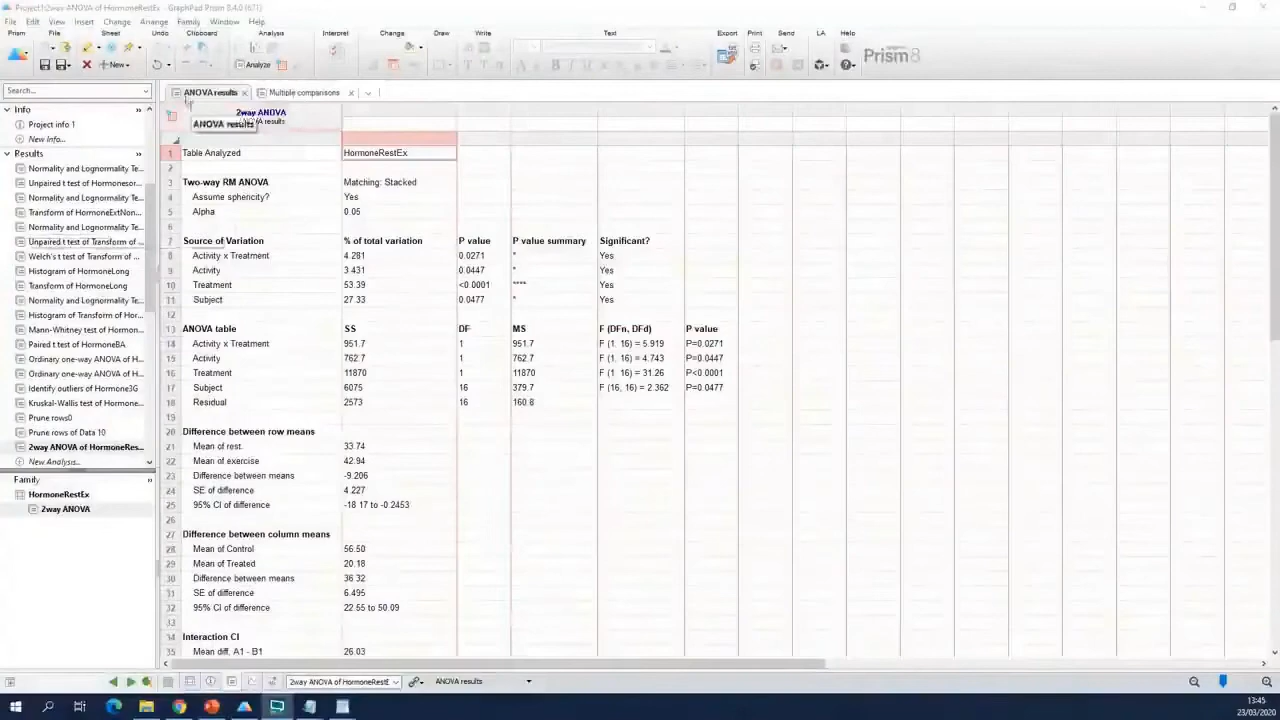 Project1:2way ANOVA of HormoneRestEx - GraphPad Prism 8.4.0 (671)
File Edit View Insert Change Arrange Family Window Help
Prism File Sheet Undo Clipboard Analysis Interpret Change Draw Write Text Export Print Send LA Help
New Analyze Prism 8
Search...
ANOVA results Multiple comparisons
Info
Project info 1
New Info...
Results
Normality and Lognormality Te...
Unpaired t test of Hormonesor...
Normality and Lognormality Te...
Transform of HormoneExtNon...
Normality and Lognormality Te...
Unpaired t test of Transform of ...
Welch's t test of Transform of ...
Histogram of HormoneLong
Transform of HormoneLong
Normality and Lognormality Te...
Histogram of Transform of Hor...
Mann-Whitney test of Hormon...
Paired t test of HormoneBA
Ordinary one-way ANOVA of H...
Identify outliers of Hormone3G
Ordinary one-way ANOVA of H...
Kruskal-Wallis test of Hormone...
Prune rows0
Prune rows of Data 10
2way ANOVA of HormoneRes...
New Analysis...
Family
HormoneRestEx
2way ANOVA
2way ANOVA
ANOVA results
ANOVA results
1 Table Analyzed HormoneRestEx
2
3 Two-way RM ANOVA Matching: Stacked
4 Assume sphericity? Yes
5 Alpha 0.05
6
7 Source of Variation % of total variation P value P value summary Significant?
8 Activity x Treatment 4.281 0.0271 * Yes
9 Activity 3.431 0.0447 * Yes
10 Treatment 53.39 <0.0001 **** Yes
11 Subject 27.33 0.0477 * Yes
13 ANOVA table SS DF MS F (DFn, DFd) P value
14 Activity x Treatment 951.7 1 951.7 F (1, 16) = 5.919 P=0.0271
15 Activity 762.7 1 762.7 F (1, 16) = 4.743 P=0.0447
16 Treatment 11870 1 11870 F (1, 16) = 31.26 P<0.0001
17 Subject 6075 16 379.7 F (16, 16) = 2.362 P=0.0477
18 Residual 2573 16 160.8
19
20 Difference between row means
21 Mean of rest. 33.74
22 Mean of exercise 42.94
23 Difference between means -9.206
24 SE of difference 4.227
25 95% CI of difference -18.17 to -0.2453
26
27 Difference between column means
28 Mean of Control 56.50
29 Mean of Treated 20.18
30 Difference between means 36.32
31 SE of difference 6.495
32 95% CI of difference 22.55 to 50.09
33
34 Interaction CI
35 Mean diff, A1 - B1 26.03
2way ANOVA of HormoneRestE ANOVA results
13:45
23/03/2020